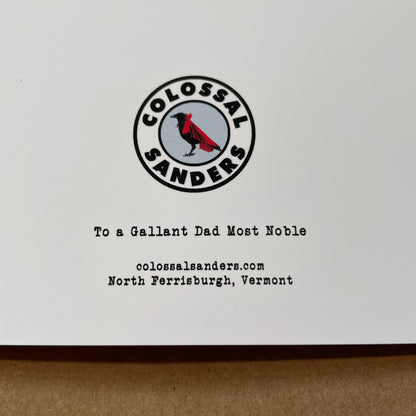 COLOSSAL
SANDERS
To a Gallant Dad Most Noble
colossalsanders.com
North Ferrisburgh, Vermont